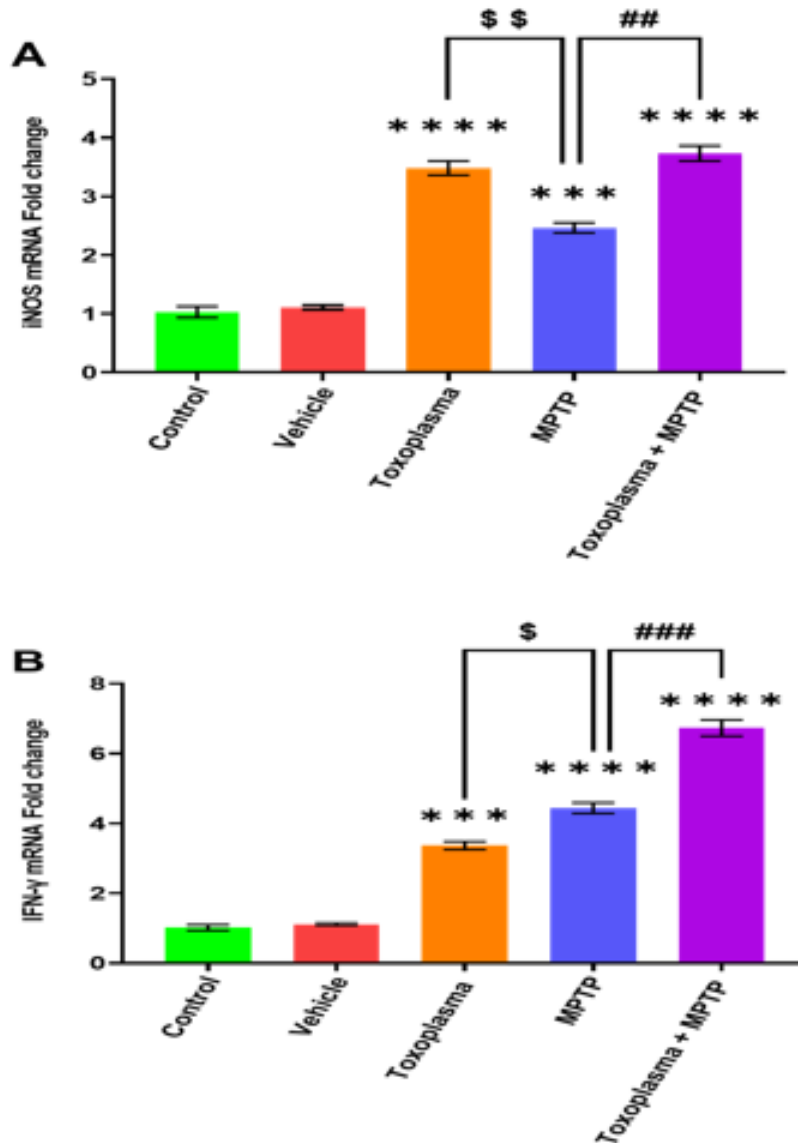 $ $ ##
A
5
* * * *
* * * *
4
* * *
3
2
1
0
iNOS mRNA Fold change
Control
Vehicle
Toxoplasma
MPTP
Toxoplasma + MPTP
$ ###
B
8
* * * *
6
* * * *
* * *
4
2
0
IFN-γ mRNA Fold change
Control
Vehicle
Toxoplasma
MPTP
Toxoplasma + MPTP